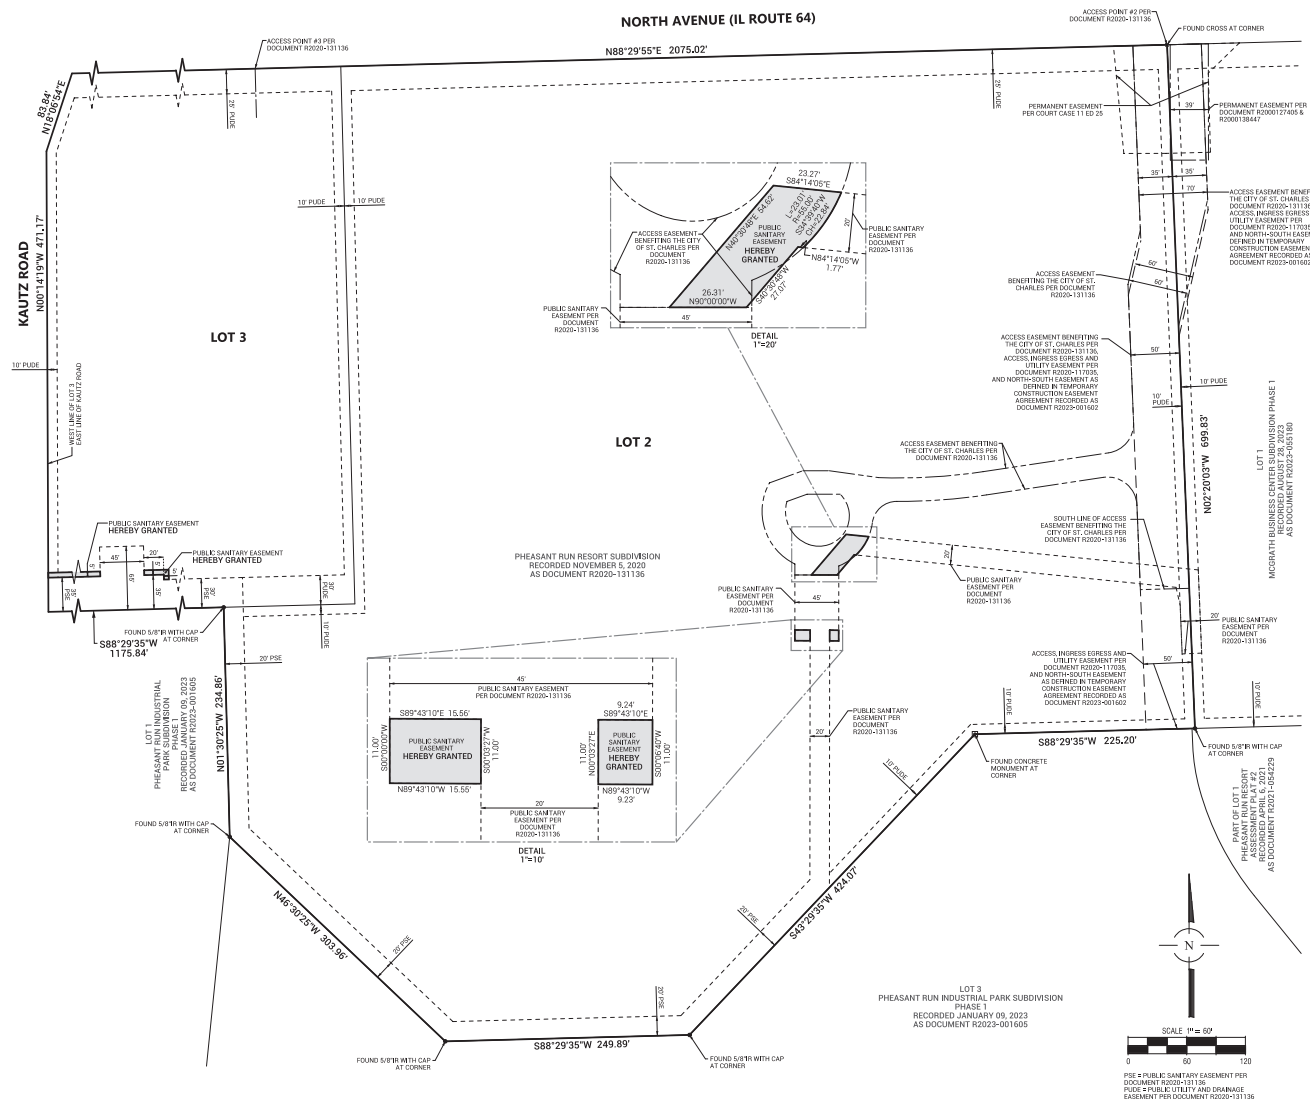 NORTH AVENUE (IL ROUTE 64)
N88°29'55"E 2075.02'
ACCESS POINT #3 PER
DOCUMENT R2020-131136
ACCESS POINT #2 PER
DOCUMENT R2020-131136
FOUND CROSS AT CORNER
83.84'
N18°06'54"E
25' PUDE
25' PUDE
PERMANENT EASEMENT
PER COURT CASE 11 ED 25
39'
PERMANENT EASEMENT PER
DOCUMENT R2000127405 &
R2000138447
35'
35'
70'
ACCESS EASEMENT BENEF
THE CITY OF ST. CHARLES
DOCUMENT R2020-131136
ACCESS, INGRESS EGRESS
UTILITY EASEMENT PER
DOCUMENT R2020-117035
AND NORTH-SOUTH EASEM
DEFINED IN TEMPORARY
CONSTRUCTION EASEMEN
AGREEMENT RECORDED AS
DOCUMENT R2023-001602
KAUTZ ROAD
N00°14'19"W 471.17'
10' PUDE
10' PUDE
10' PUDE
LOT 3
WEST LINE OF LOT 3
EAST LINE OF KAUTZ ROAD
23.27'
S84°14'05"E
N40°30'48"E 54.62'
L=23.01'
R=55.00'
S34°39'40"W
CH=22.84'
PUBLIC
SANITARY
EASEMENT
HEREBY
GRANTED
20'
PUBLIC SANITARY
EASEMENT PER
DOCUMENT
R2020-131136
N84°14'05"W
1.77'
S40°30'48"W
27.07'
26.31'
N90°00'00"W
ACCESS EASEMENT
BENEFITING THE CITY
OF ST. CHARLES PER
DOCUMENT
R2020-131136
PUBLIC SANITARY
EASEMENT PER
DOCUMENT
R2020-131136
45'
DETAIL
1"=20'
60'
60'
ACCESS EASEMENT
BENEFITING THE CITY OF ST.
CHARLES PER DOCUMENT
R2020-131136
ACCESS EASEMENT BENEFITING
THE CITY OF ST. CHARLES PER
DOCUMENT R2020-131136,
ACCESS, INGRESS EGRESS AND
UTILITY EASEMENT PER
DOCUMENT R2020-117035,
AND NORTH-SOUTH EASEMENT AS
DEFINED IN TEMPORARY
CONSTRUCTION EASEMENT
AGREEMENT RECORDED AS
DOCUMENT R2023-001602
50'
10' PUDE
10'
PUDE
N02°20'03"W 699.83'
LOT 1
MCGRATH BUSINESS CENTER SUBDIVISION PHASE 1
RECORDED AUGUST 28, 2023
AS DOCUMENT R2023-055180
LOT 2
ACCESS EASEMENT BENEFITING
THE CITY OF ST. CHARLES PER
DOCUMENT R2020-131136
SOUTH LINE OF ACCESS
EASEMENT BENEFITING THE
CITY OF ST. CHARLES PER
DOCUMENT R2020-131136
PUBLIC SANITARY EASEMENT
HEREBY GRANTED
PUBLIC SANITARY EASEMENT
HEREBY GRANTED
5'
45'
20'
5'
5'
65'
35'
35'
PSE
30'
PSE
30'
PUDE
10' PUDE
PHEASANT RUN RESORT SUBDIVISION
RECORDED NOVEMBER 5, 2020
AS DOCUMENT R2020-131136
20'
PUBLIC SANITARY
EASEMENT PER
DOCUMENT
R2020-131136
PUBLIC SANITARY
EASEMENT PER
DOCUMENT
R2020-131136
45'
20'
PUBLIC SANITARY
EASEMENT PER
DOCUMENT
R2020-131136
FOUND 5/8"IR WITH CAP
AT CORNER
S88°29'35"W
1175.84'
20' PSE
N01°30'25"W 234.86'
LOT 1
PHEASANT RUN INDUSTRIAL
PARK SUBDIVISION
PHASE 1
RECORDED JANUARY 09, 2023
AS DOCUMENT R2023-001605
ACCESS, INGRESS EGRESS AND
UTILITY EASEMENT PER
DOCUMENT R2020-117035,
AND NORTH-SOUTH EASEMENT
AS DEFINED IN TEMPORARY
CONSTRUCTION EASEMENT
AGREEMENT RECORDED AS
DOCUMENT R2023-001602
50'
45'
PUBLIC SANITARY EASEMENT
PER DOCUMENT R2020-131136
S89°43'10"E 15.56'
9.24'
S89°43'10"E
11.00'
S00°00'00"W
PUBLIC SANITARY
EASEMENT
HEREBY GRANTED
S00°03'27"W
11.00'
11.00'
N00°03'27"E
PUBLIC
SANITARY
EASEMENT
HEREBY
GRANTED
S00°06'40"W
11.00'
N89°43'10"W 15.55'
N89°43'10"W
9.23'
20'
PUBLIC SANITARY
EASEMENT PER
DOCUMENT
R2020-131136
DETAIL
1"=10'
PUBLIC SANITARY
EASEMENT PER
DOCUMENT
R2020-131136
20'
10' PUDE
10' PUDE
S88°29'35"W 225.20'
FOUND 5/8"IR WITH CAP
AT CORNER
FOUND CONCRETE
MONUMENT AT
CORNER
10' PUDE
FOUND 5/8"IR WITH CAP
AT CORNER
PART OF LOT 1
PHEASANT RUN RESORT
ASSESSMENT PLAT #2
RECORDED APRIL 6, 2021
AS DOCUMENT R2021-054229
N46°30'25"W 303.96'
20' PSE
20' PSE
S43°29'35"W 424.07'
20' PSE
N
LOT 3
PHEASANT RUN INDUSTRIAL PARK SUBDIVISION
PHASE 1
RECORDED JANUARY 09, 2023
AS DOCUMENT R2023-001605
S88°29'35"W 249.89'
FOUND 5/8"IR WITH CAP
AT CORNER
FOUND 5/8"IR WITH CAP
AT CORNER
SCALE 1" = 60'
0 60 120
PSE = PUBLIC SANITARY EASEMENT PER
DOCUMENT R2020-131136
PUDE = PUBLIC UTILITY AND DRAINAGE
EASEMENT PER DOCUMENT R2020-131136